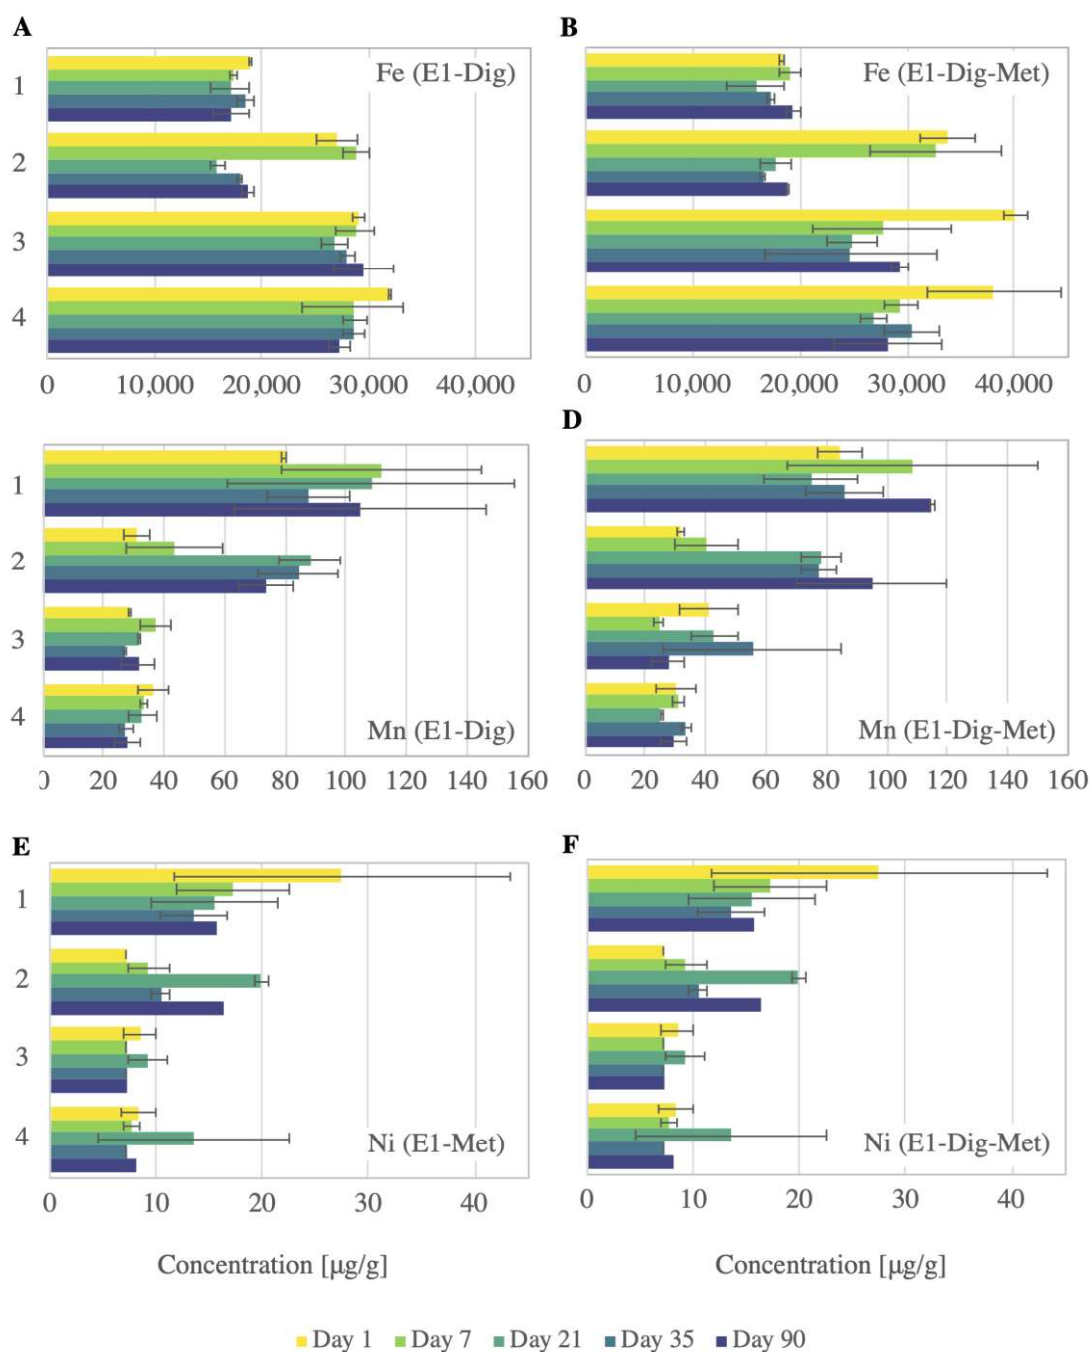 A
B
Fe (E1-Dig)
Fe (E1-Dig-Met)
1
2
3
4
0 10,000 20,000 30,000 40,000
0 10,000 20,000 30,000 40,000
D
1
2
3
4
Mn (E1-Dig)
Mn (E1-Dig-Met)
0 20 40 60 80 100 120 140 160
0 20 40 60 80 100 120 140 160
E
F
1
2
3
4
Ni (E1-Met)
Ni (E1-Dig-Met)
0 10 20 30 40
0 10 20 30 40
Concentration [µg/g]
Concentration [µg/g]
Day 1 Day 7 Day 21 Day 35 Day 90